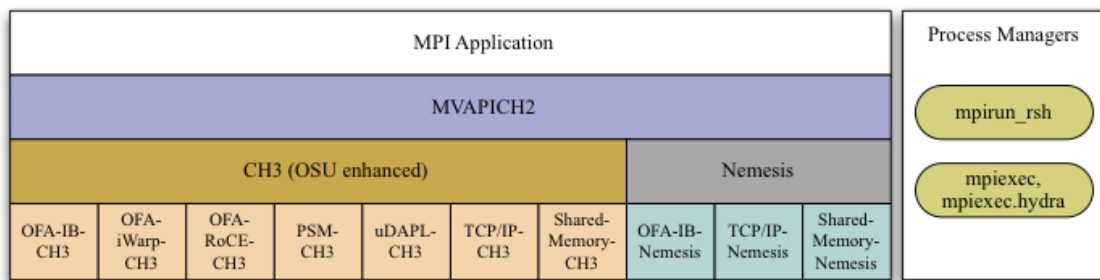 MPI Application
MVAPICH2
CH3 (OSU enhanced)
Nemesis
OFA-IB-
CH3
OFA-
iWarp-
CH3
OFA-
RoCE-
CH3
PSM-
CH3
uDAPL-
CH3
TCP/IP-
CH3
Shared-
Memory-
CH3
OFA-IB-
Nemesis
TCP/IP-
Nemesis
Shared-
Memory-
Nemesis
Process Managers
mpirun_rsh
mpiexec,
mpiexec.hydra